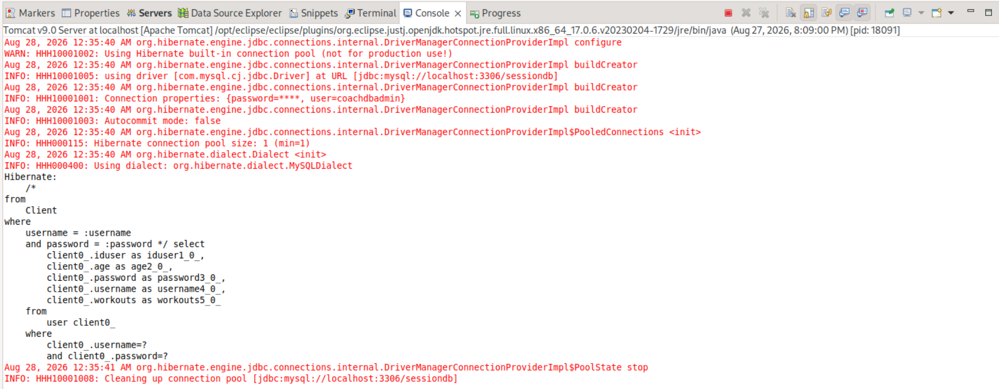 Markers Properties Servers Data Source Explorer Snippets Terminal Console Progress
Tomcat v9.0 Server at localhost [Apache Tomcat] /opt/eclipse/eclipse/plugins/org.eclipse.justj.openjdk.hotspot.jre.full.linux.x86_64_17.0.6.v20230204-1729/jre/bin/java (Aug 27, 2026, 8:09:00 PM) [pid: 18091]
Aug 28, 2026 12:35:40 AM org.hibernate.engine.jdbc.connections.internal.DriverManagerConnectionProviderImpl configure
WARN: HHH10001002: Using Hibernate built-in connection pool (not for production use!)
Aug 28, 2026 12:35:40 AM org.hibernate.engine.jdbc.connections.internal.DriverManagerConnectionProviderImpl buildCreator
INFO: HHH10001005: using driver [com.mysql.cj.jdbc.Driver] at URL [jdbc:mysql://localhost:3306/sessiondb]
Aug 28, 2026 12:35:40 AM org.hibernate.engine.jdbc.connections.internal.DriverManagerConnectionProviderImpl buildCreator
INFO: HHH10001001: Connection properties: {password=****, user=coachdbadmin}
Aug 28, 2026 12:35:40 AM org.hibernate.engine.jdbc.connections.internal.DriverManagerConnectionProviderImpl buildCreator
INFO: HHH10001003: Autocommit mode: false
Aug 28, 2026 12:35:40 AM org.hibernate.engine.jdbc.connections.internal.DriverManagerConnectionProviderImpl$PooledConnections <init>
INFO: HHH000115: Hibernate connection pool size: 1 (min=1)
Aug 28, 2026 12:35:40 AM org.hibernate.dialect.Dialect <init>
INFO: HHH000400: Using dialect: org.hibernate.dialect.MySQLDialect
Hibernate:
    /*
from
    Client
where
    username = :username
    and password = :password */ select
        client0_.iduser as iduser1_0_,
        client0_.age as age2_0_,
        client0_.password as password3_0_,
        client0_.username as username4_0_,
        client0_.workouts as workouts5_0_
    from
        user client0_
    where
        client0_.username=?
        and client0_.password=?
Aug 28, 2026 12:35:41 AM org.hibernate.engine.jdbc.connections.internal.DriverManagerConnectionProviderImpl$PoolState stop
INFO: HHH10001008: Cleaning up connection pool [jdbc:mysql://localhost:3306/sessiondb]